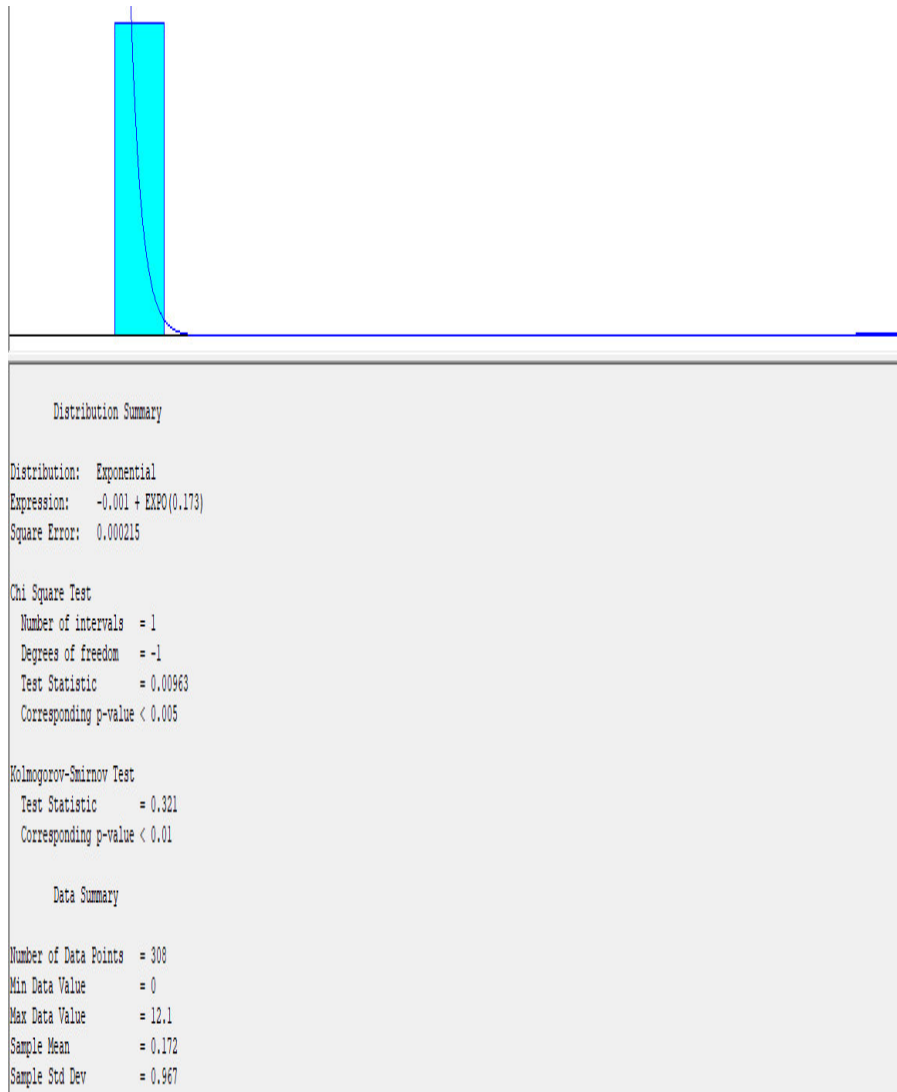 Distribution Summary
Distribution: Exponential
Expression: -0.001 + EXPO(0.173)
Square Error: 0.000215
Chi Square Test
Number of intervals = 1
Degrees of freedom = -1
Test Statistic = 0.00963
Corresponding p-value < 0.005
Kolmogorov-Smirnov Test
Test Statistic = 0.321
Corresponding p-value < 0.01
Data Summary
Number of Data Points = 308
Min Data Value = 0
Max Data Value = 12.1
Sample Mean = 0.172
Sample Std Dev = 0.967